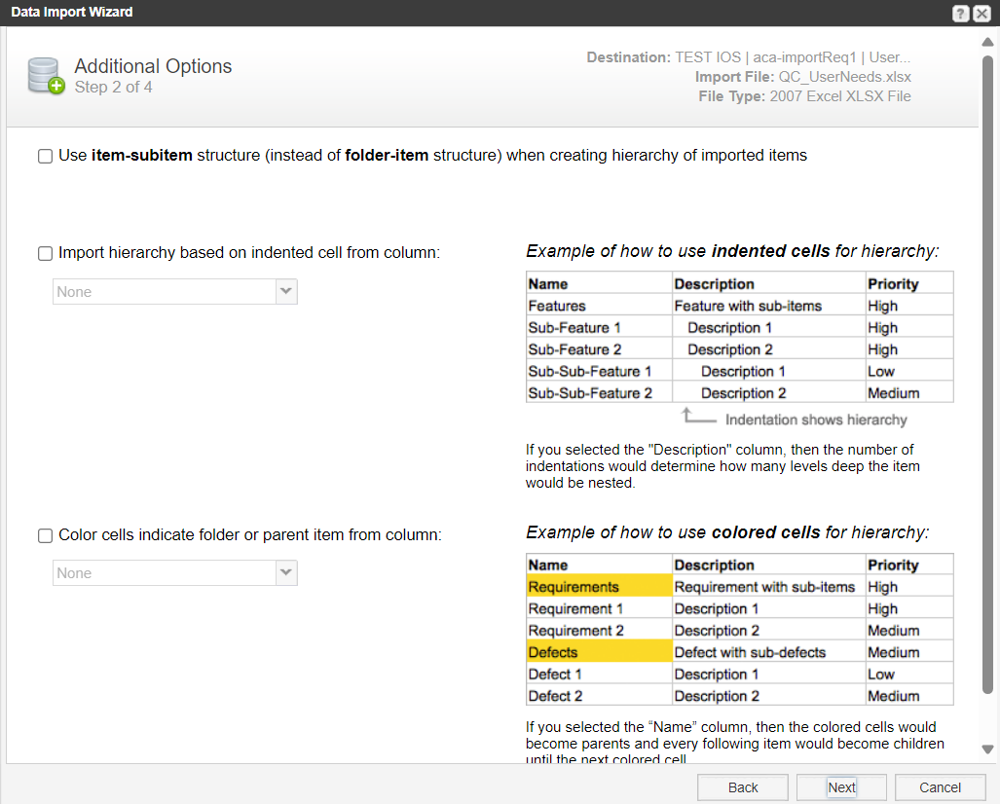 Data Import Wizard
? X
Additional Options
Step 2 of 4
Destination: TEST IOS | aca-importReq1 | User...
Import File: QC_UserNeeds.xlsx
File Type: 2007 Excel XLSX File
Use item-subitem structure (instead of folder-item structure) when creating hierarchy of imported items
Import hierarchy based on indented cell from column:
None
Example of how to use indented cells for hierarchy:
Name Description Priority
Features Feature with sub-items High
Sub-Feature 1 Description 1 High
Sub-Feature 2 Description 2 High
Sub-Sub-Feature 1 Description 1 Low
Sub-Sub-Feature 2 Description 2 Medium
Indentation shows hierarchy
If you selected the "Description" column, then the number of
indentations would determine how many levels deep the item
would be nested.
Color cells indicate folder or parent item from column:
None
Example of how to use colored cells for hierarchy:
Name Description Priority
Requirements Requirement with sub-items High
Requirement 1 Description 1 High
Requirement 2 Description 2 Medium
Defects Defect with sub-defects Medium
Defect 1 Description 1 Low
Defect 2 Description 2 Medium
If you selected the “Name” column, then the colored cells would
become parents and every following item would become children
until the next colored cell
Back Next Cancel